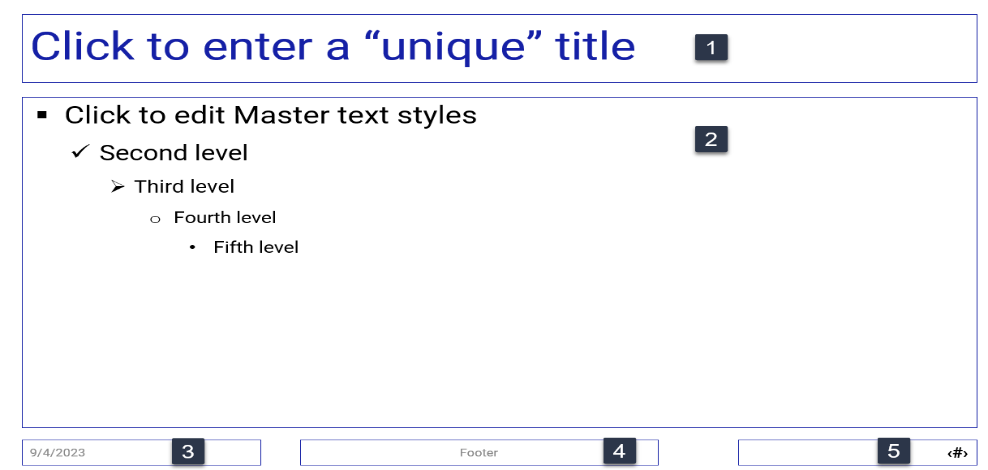 Click to enter a “unique” title 1
▪ Click to edit Master text styles
2
✓ Second level
➢ Third level
o Fourth level
• Fifth level
9/4/2023 3 Footer 4 5 ‹#›